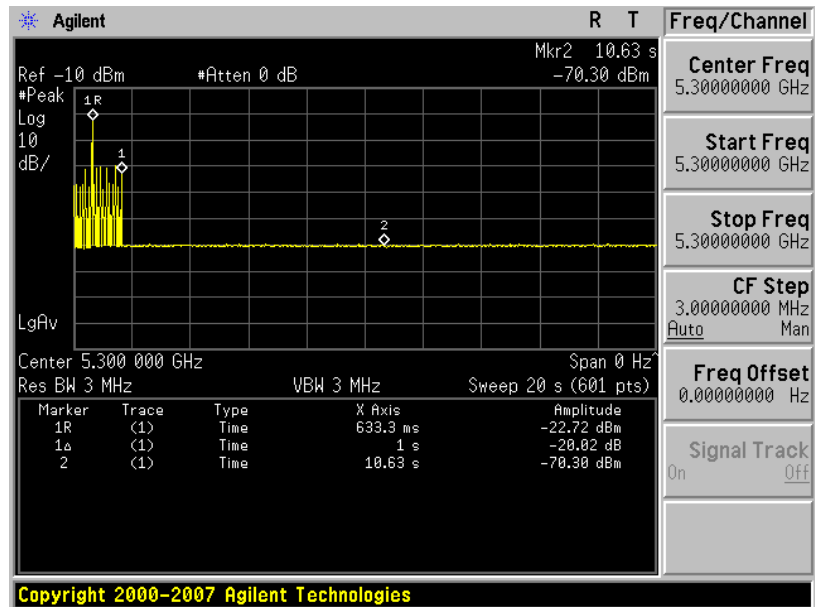 Agilent R T Freq/Channel
Mkr2 10.63 s
Ref -10 dBm #Atten 0 dB -70.30 dBm
#Peak
Log
10
dB/
1R
1
2
LgAv
Center 5.300 000 GHz Span 0 Hz^
Res BW 3 MHz VBW 3 MHz Sweep 20 s (601 pts)
Marker Trace Type X Axis Amplitude
1R (1) Time 633.3 ms -22.72 dBm
1Δ (1) Time 1 s -20.02 dB
2 (1) Time 10.63 s -70.30 dBm
Center Freq
5.30000000 GHz
Start Freq
5.30000000 GHz
Stop Freq
5.30000000 GHz
CF Step
3.00000000 MHz
Auto Man
Freq Offset
0.00000000 Hz
Signal Track
On Off
Copyright 2000-2007 Agilent Technologies